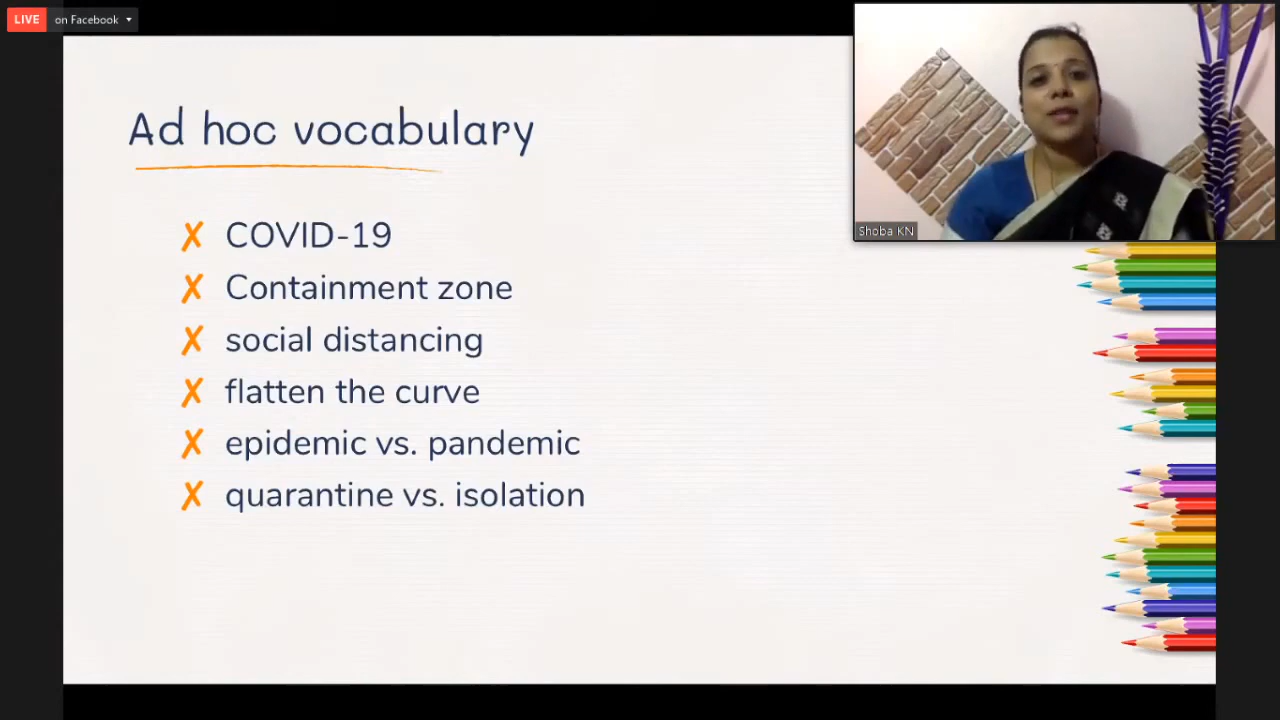 LIVE on Facebook
Ad hoc vocabulary
✗ COVID-19
✗ Containment zone
✗ social distancing
✗ flatten the curve
✗ epidemic vs. pandemic
✗ quarantine vs. isolation
Shoba KN